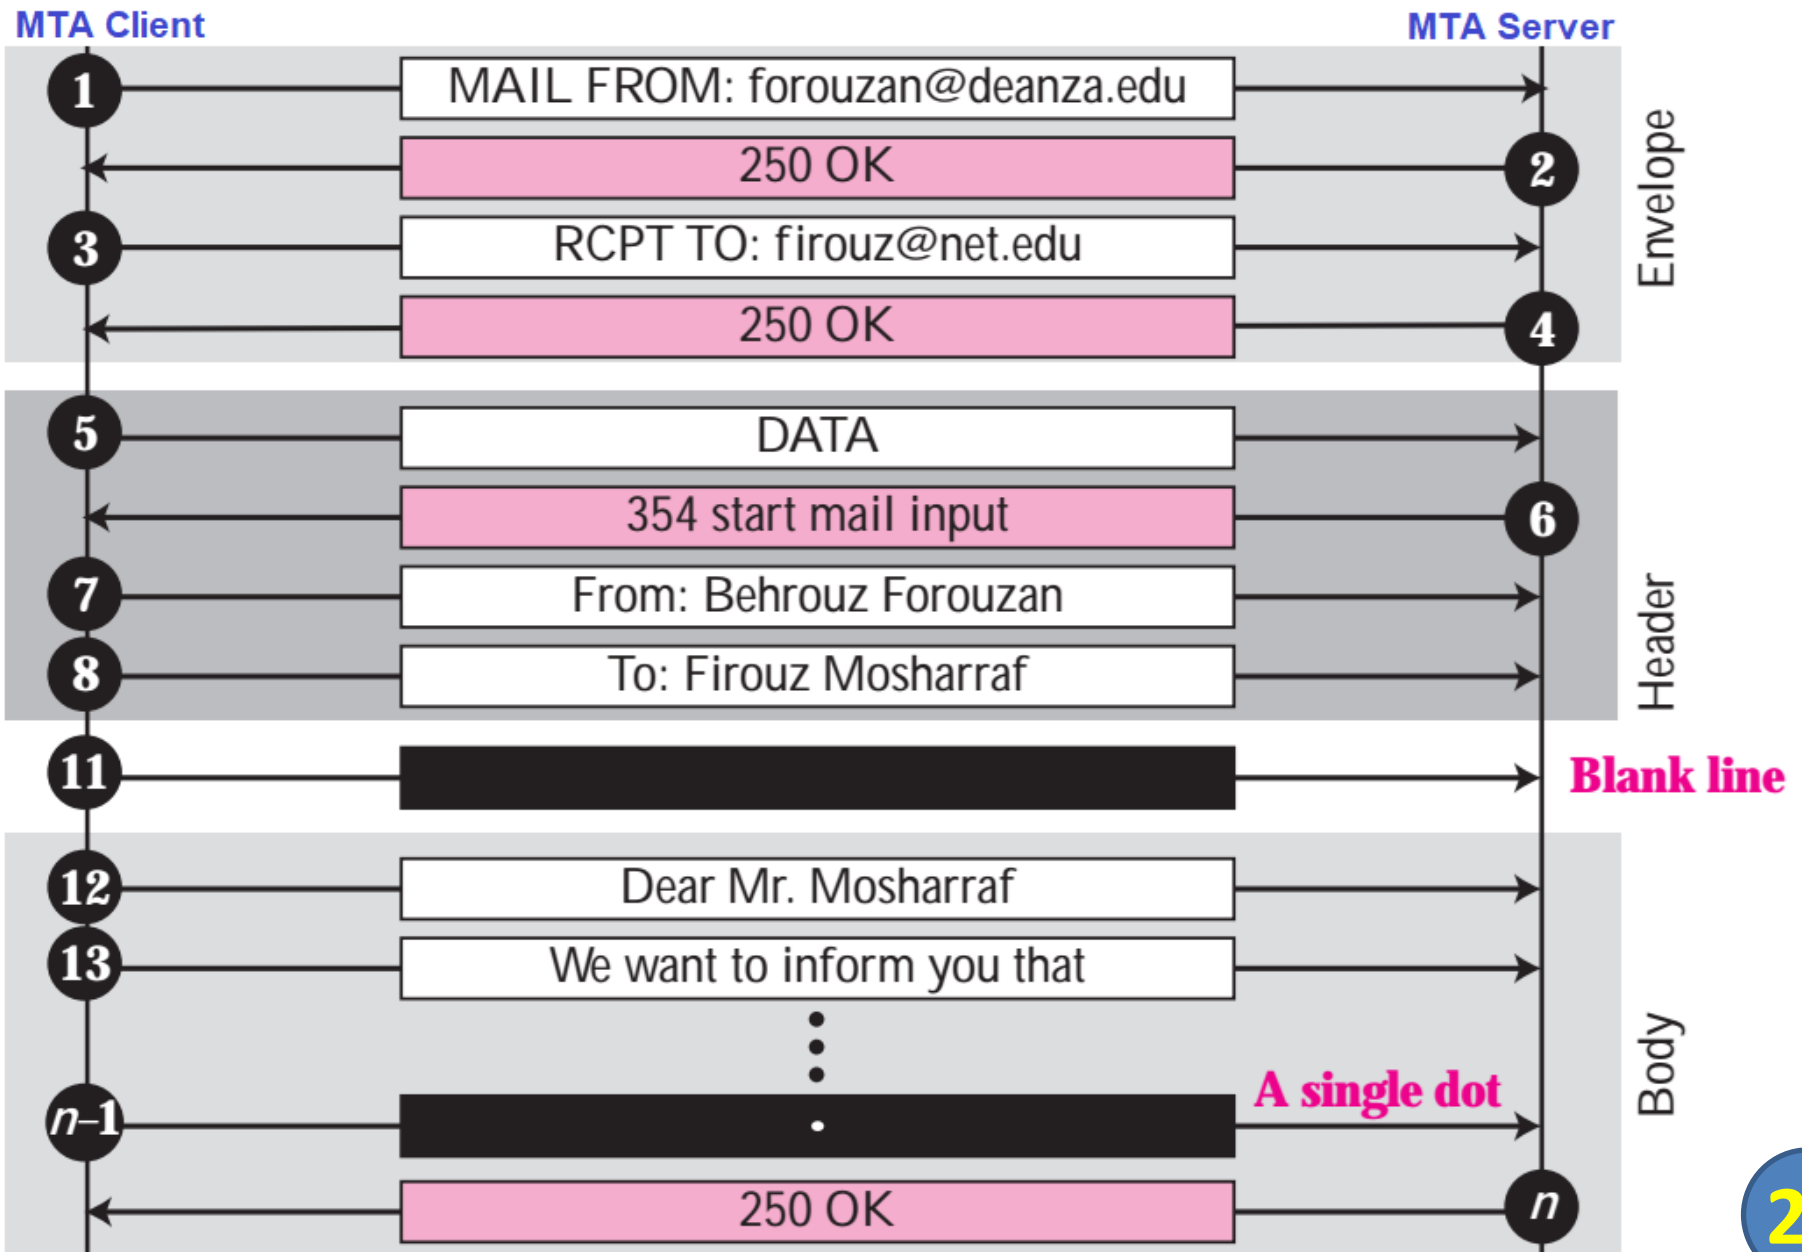 MTA Client
MTA Server
1
MAIL FROM: forouzan@deanza.edu
250 OK
2
3
RCPT TO: firouz@net.edu
250 OK
4
Envelope
5
DATA
354 start mail input
6
7
From: Behrouz Forouzan
8
To: Firouz Mosharraf
Header
11
Blank line
12
Dear Mr. Mosharraf
13
We want to inform you that
n–1
.
A single dot
250 OK
n
Body